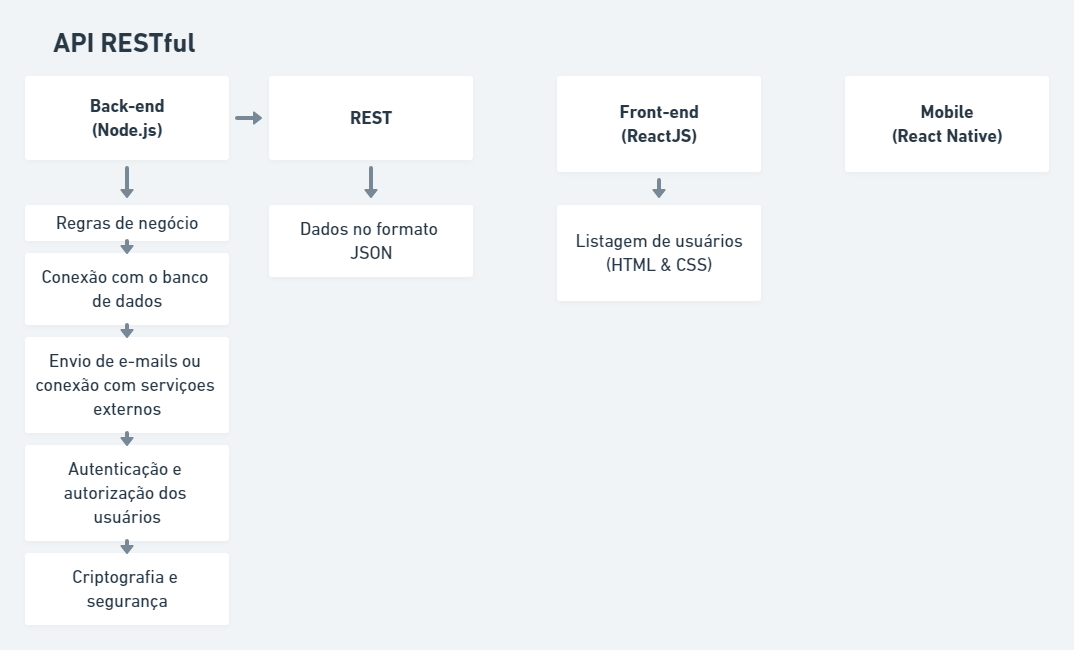 API RESTful
Back-end
(Node.js)
REST
Front-end
(ReactJS)
Mobile
(React Native)
Regras de negócio
Conexão com o banco
de dados
Envio de e-mails ou
conexão com serviçoes
externos
Autenticação e
autorização dos
usuários
Criptografia e
segurança
Dados no formato
JSON
Listagem de usuários
(HTML & CSS)